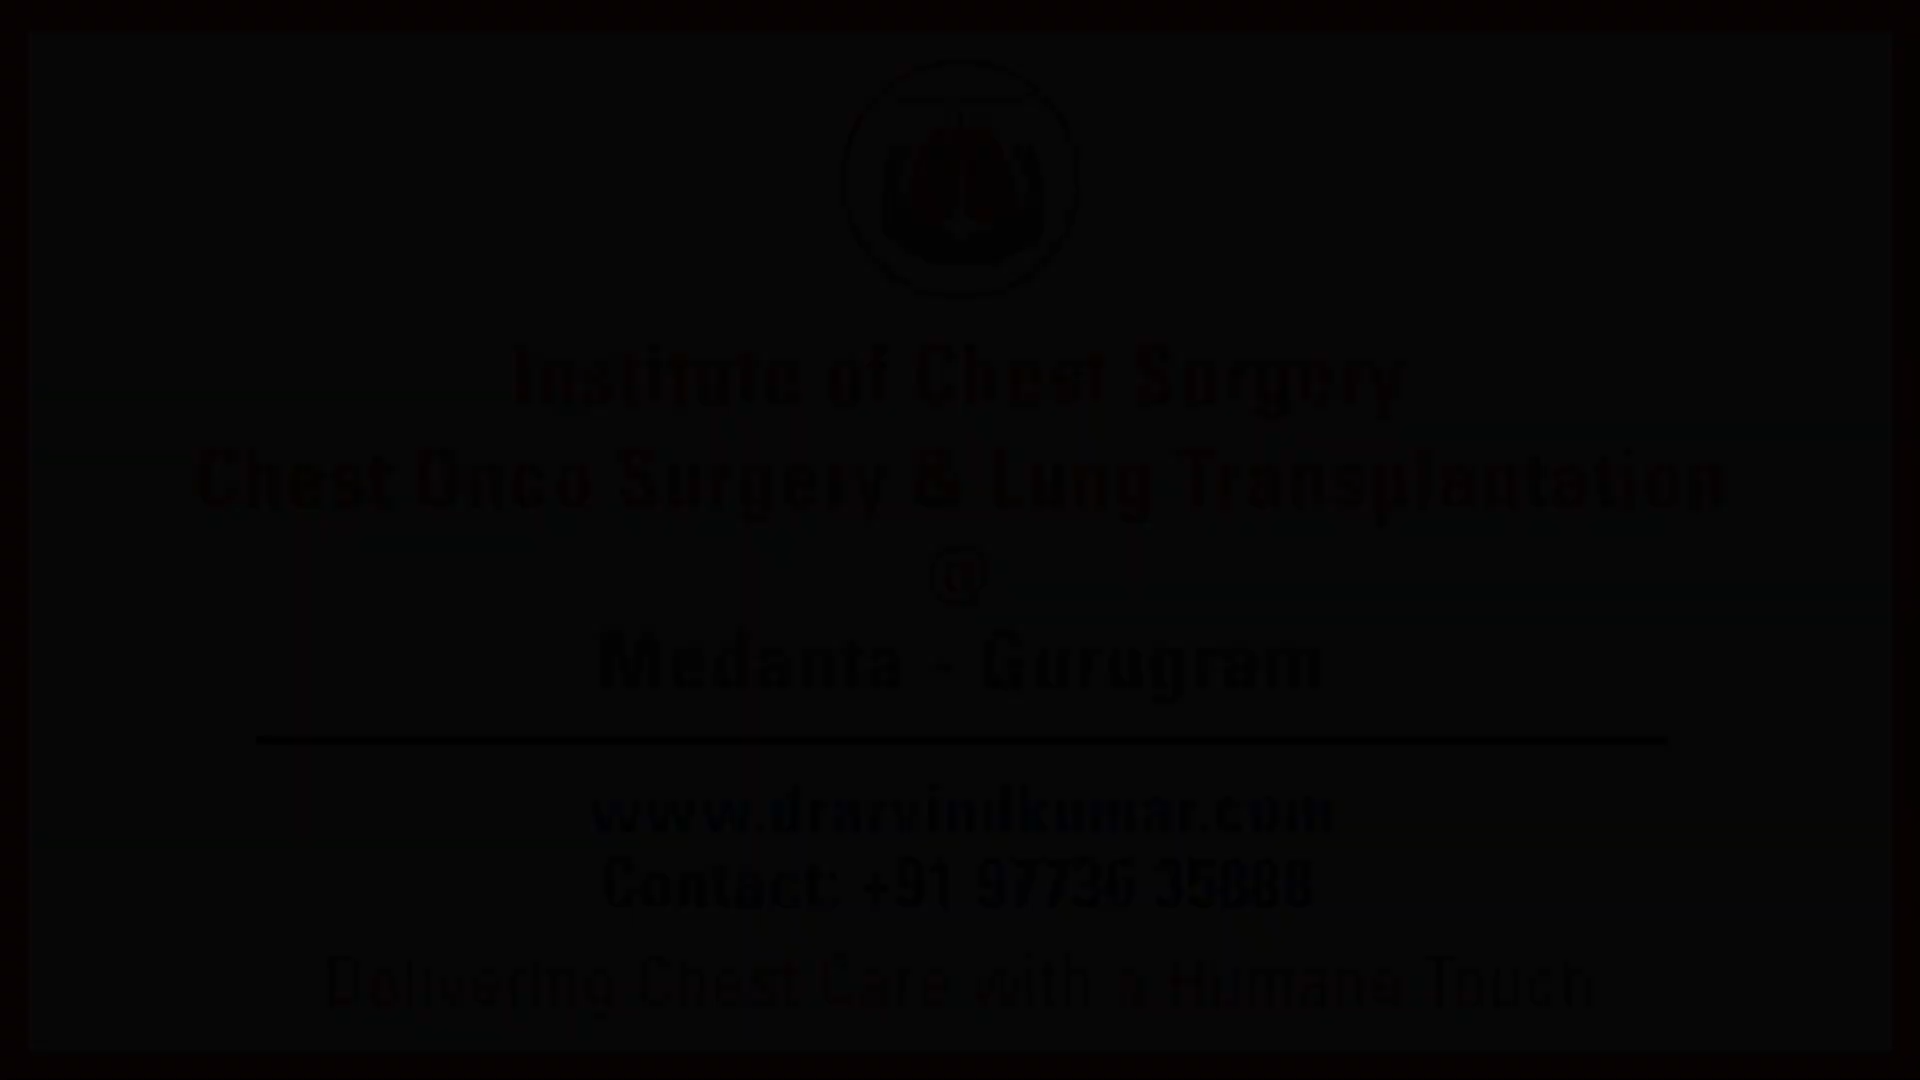 Institute of Chest Surgery
Chest Onco Surgery & Lung Transplantation
@
Medanta - Gurugram
www.drarvindkumar.com
Contact: +91 97736 35888
Delivering Chest Care with a Humane Touch